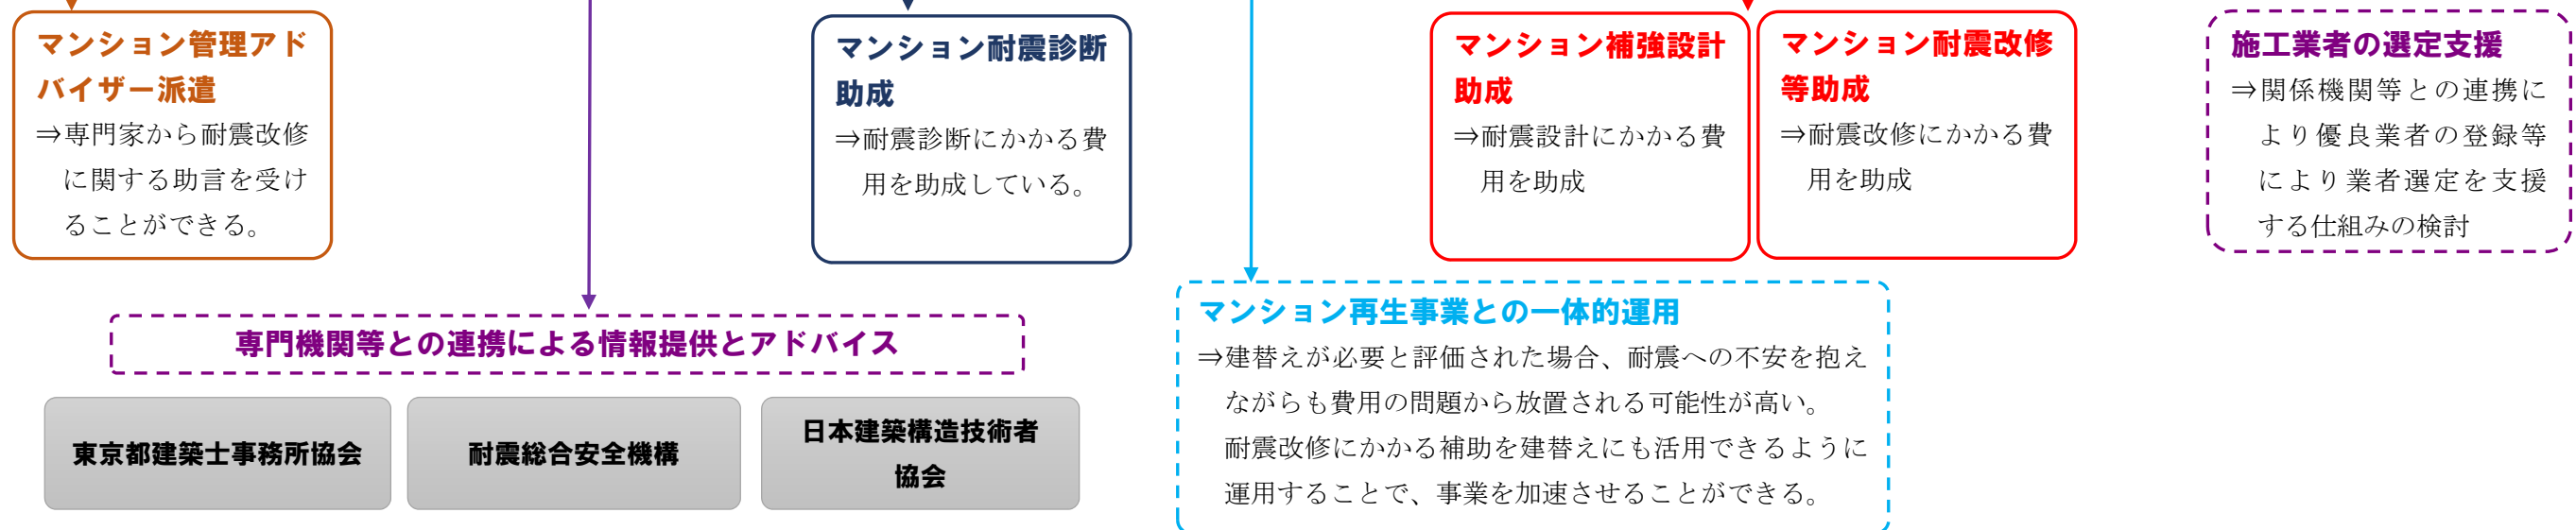 マンション管理アド
バイザー派遣
⇒専門家から耐震改修
に関する助言を受け
ることができる。
マンション耐震診断
助成
⇒耐震診断にかかる費
用を助成している。
マンション補強設計
助成
⇒耐震設計にかかる費
用を助成
マンション耐震改修
等助成
⇒耐震改修にかかる費
用を助成
施工業者の選定支援
⇒関係機関等との連携に
より優良業者の登録等
により業者選定を支援
する仕組みの検討
専門機関等との連携による情報提供とアドバイス
東京都建築士事務所協会
耐震総合安全機構
日本建築構造技術者
協会
マンション再生事業との一体的運用
⇒建替えが必要と評価された場合、耐震への不安を抱え
ながらも費用の問題から放置される可能性が高い。
耐震改修にかかる補助を建替えにも活用できるように
運用することで、事業を加速させることができる。